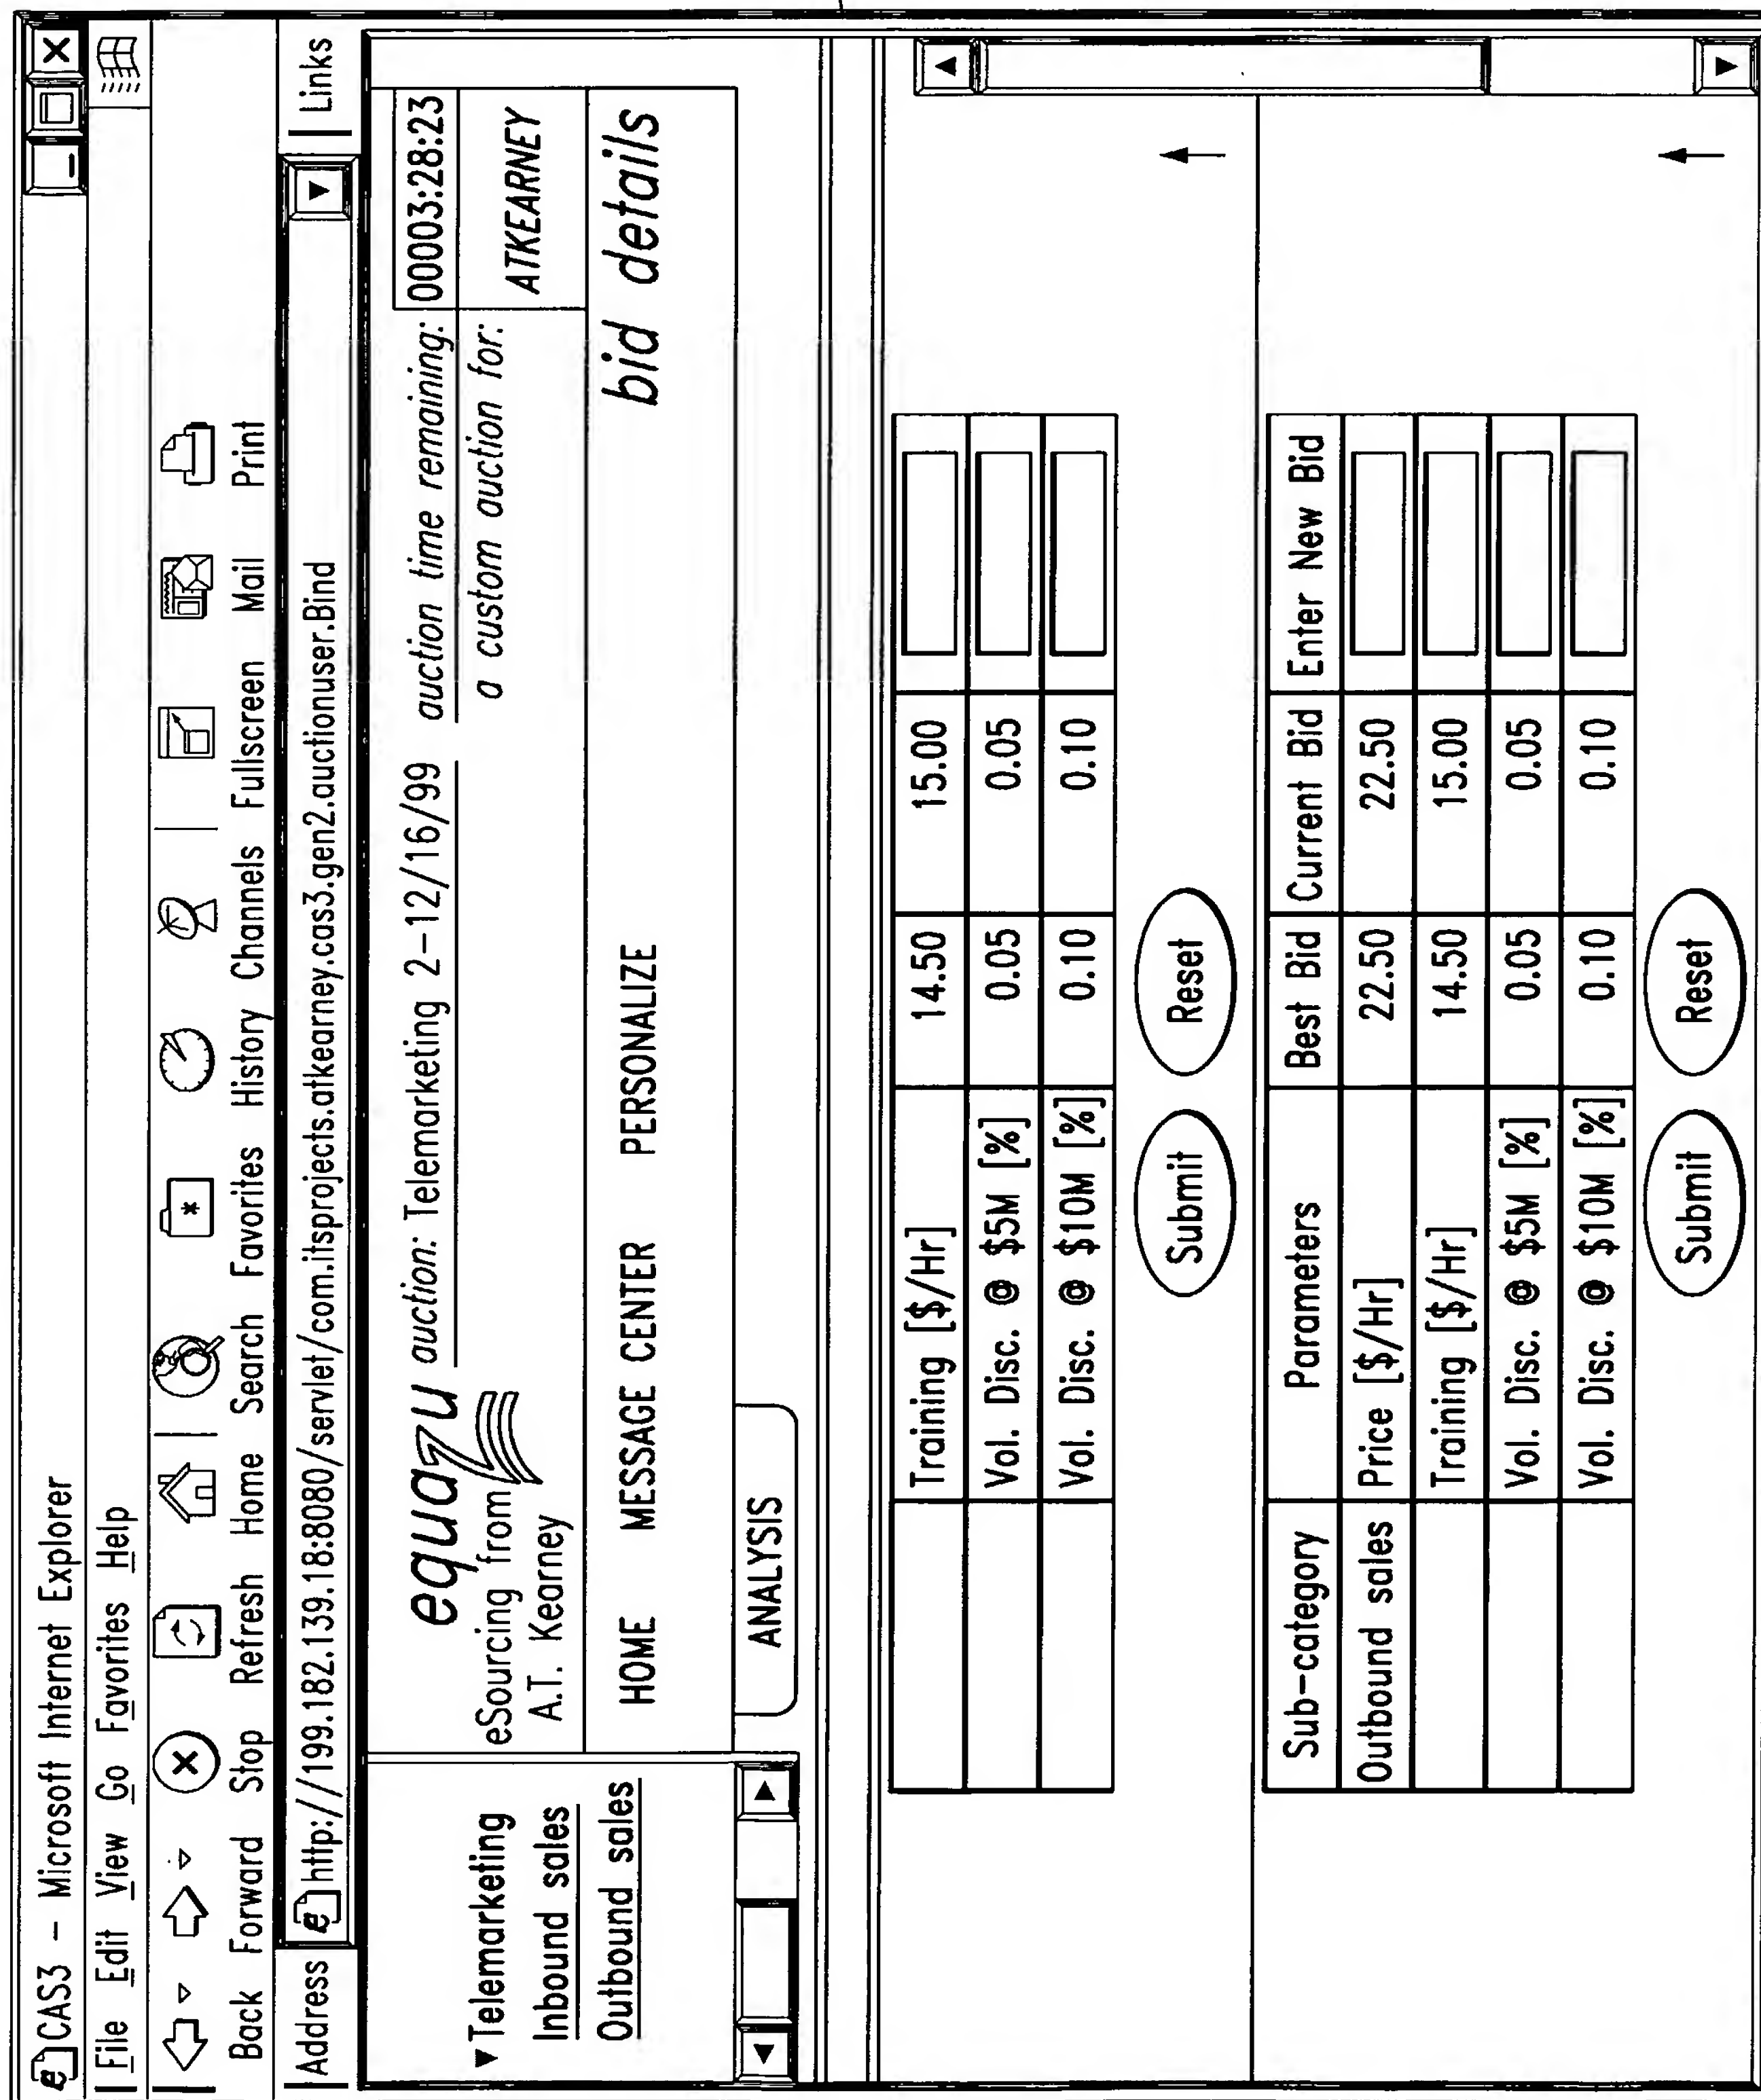 CAS3 - Microsoft Internet Explorer
File Edit View Go Favorites Help
Back Forward Stop Refresh Home Search Favorites History Channels Fullscreen Mail Print
Address http://199.182.139.18:8080/servlet/com.itsprojects.atkearney.cas3.gen2.auctionuser.Bind Links
equazu auction: Telemarketing 2-12/16/99 auction time remaining: 00003:28:23
eSourcing from
A.T. Kearney
a custom auction for: ATKEARNEY
Telemarketing
Inbound sales
Outbound sales
HOME MESSAGE CENTER PERSONALIZE bid details
ANALYSIS
Training [$/Hr] 14.50 15.00
Vol. Disc. @ $5M [%] 0.05 0.05
Vol. Disc. @ $10M [%] 0.10 0.10
Submit Reset
Sub-category Parameters Best Bid Current Bid Enter New Bid
Outbound sales Price [$/Hr] 22.50 22.50
Training [$/Hr] 14.50 15.00
Vol. Disc. @ $5M [%] 0.05 0.05
Vol. Disc. @ $10M [%] 0.10 0.10
Submit Reset